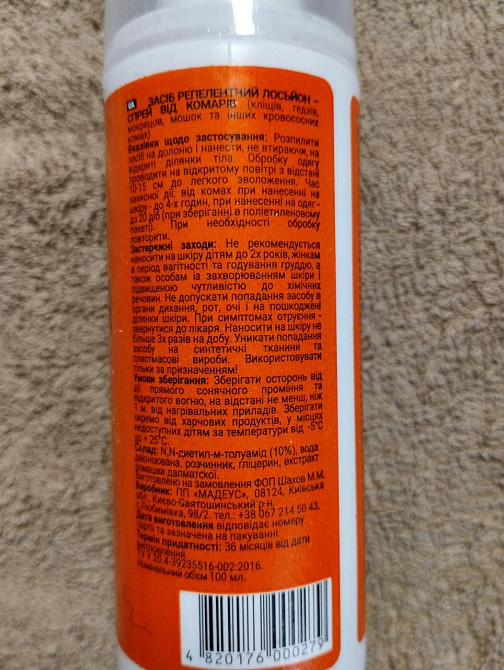 UA ЗАСІБ РЕПЕЛЕНТНИЙ ЛОСЬЙОН –
СПРЕЙ ВІД КОМАРІВ (кліщів, гедзів,
мокреців, мошок та інших кровососних
комах)
Вказівки щодо застосування: Розпилити
засіб на долоню і нанести, не втираючи, на
відкриті ділянки тіла. Обробку одягу
проводити на відкритому повітрі з відстані
10-15 см до легкого зволоження. Час
захисної дії: від комах при нанесенні на
шкіру - до 4-х годин, при нанесенні на одяг -
до 20 діб (при зберіганні в поліетиленовому
пакеті). При необхідності обробку
повторити.
Застережні заходи: Не рекомендується
наносити на шкіру дітям до 2х років, жінкам
в період вагітності та годування груддю, а
також особам із захворюванням шкіри і
підвищеною чутливістю до хімічних
речовин. Не допускати попадання засобу в
органи дихання, рот, очі і на пошкоджені
ділянки шкіри. При симптомах отруєння -
звернутися до лікаря. Наносити на шкіру не
більше 3х разів на добу. Уникати попадання
засобу на синтетичні тканини та
пластмасові вироби. Використовувати
тільки за призначенням!
Умови зберігання: Зберігати осторонь від
дії прямого сонячного проміння та
відкритого вогню, на відстані не менш, ніж
1 м. від нагрівальних приладів. Зберігати
окремо від харчових продуктів, у місцях
недоступних дітям за температури від -5°C
до + 25°C.
Склад: N,N-диетил-м-толуамід (10%), вода
деіонізована, розчинник, гліцерин, екстракт
ромашки далматської.
Виготовлено на замовлення ФОП Шахов М.М.
Виробник: ПП «МАДЕУС», 08124, Київська
обл. Києво-Святошинський р-н,
с. Любимівка, 98/2. тел.: +38 067 214 50 43.
Дата виготовлення відповідає номеру
партії та зазначена на пакуванні.
Термін придатності: 36 місяців від дати
виготовлення.
ТУ У 20.4-39235516-002:2016.
Номінальний об'єм 100 мл.
4 820176 000279